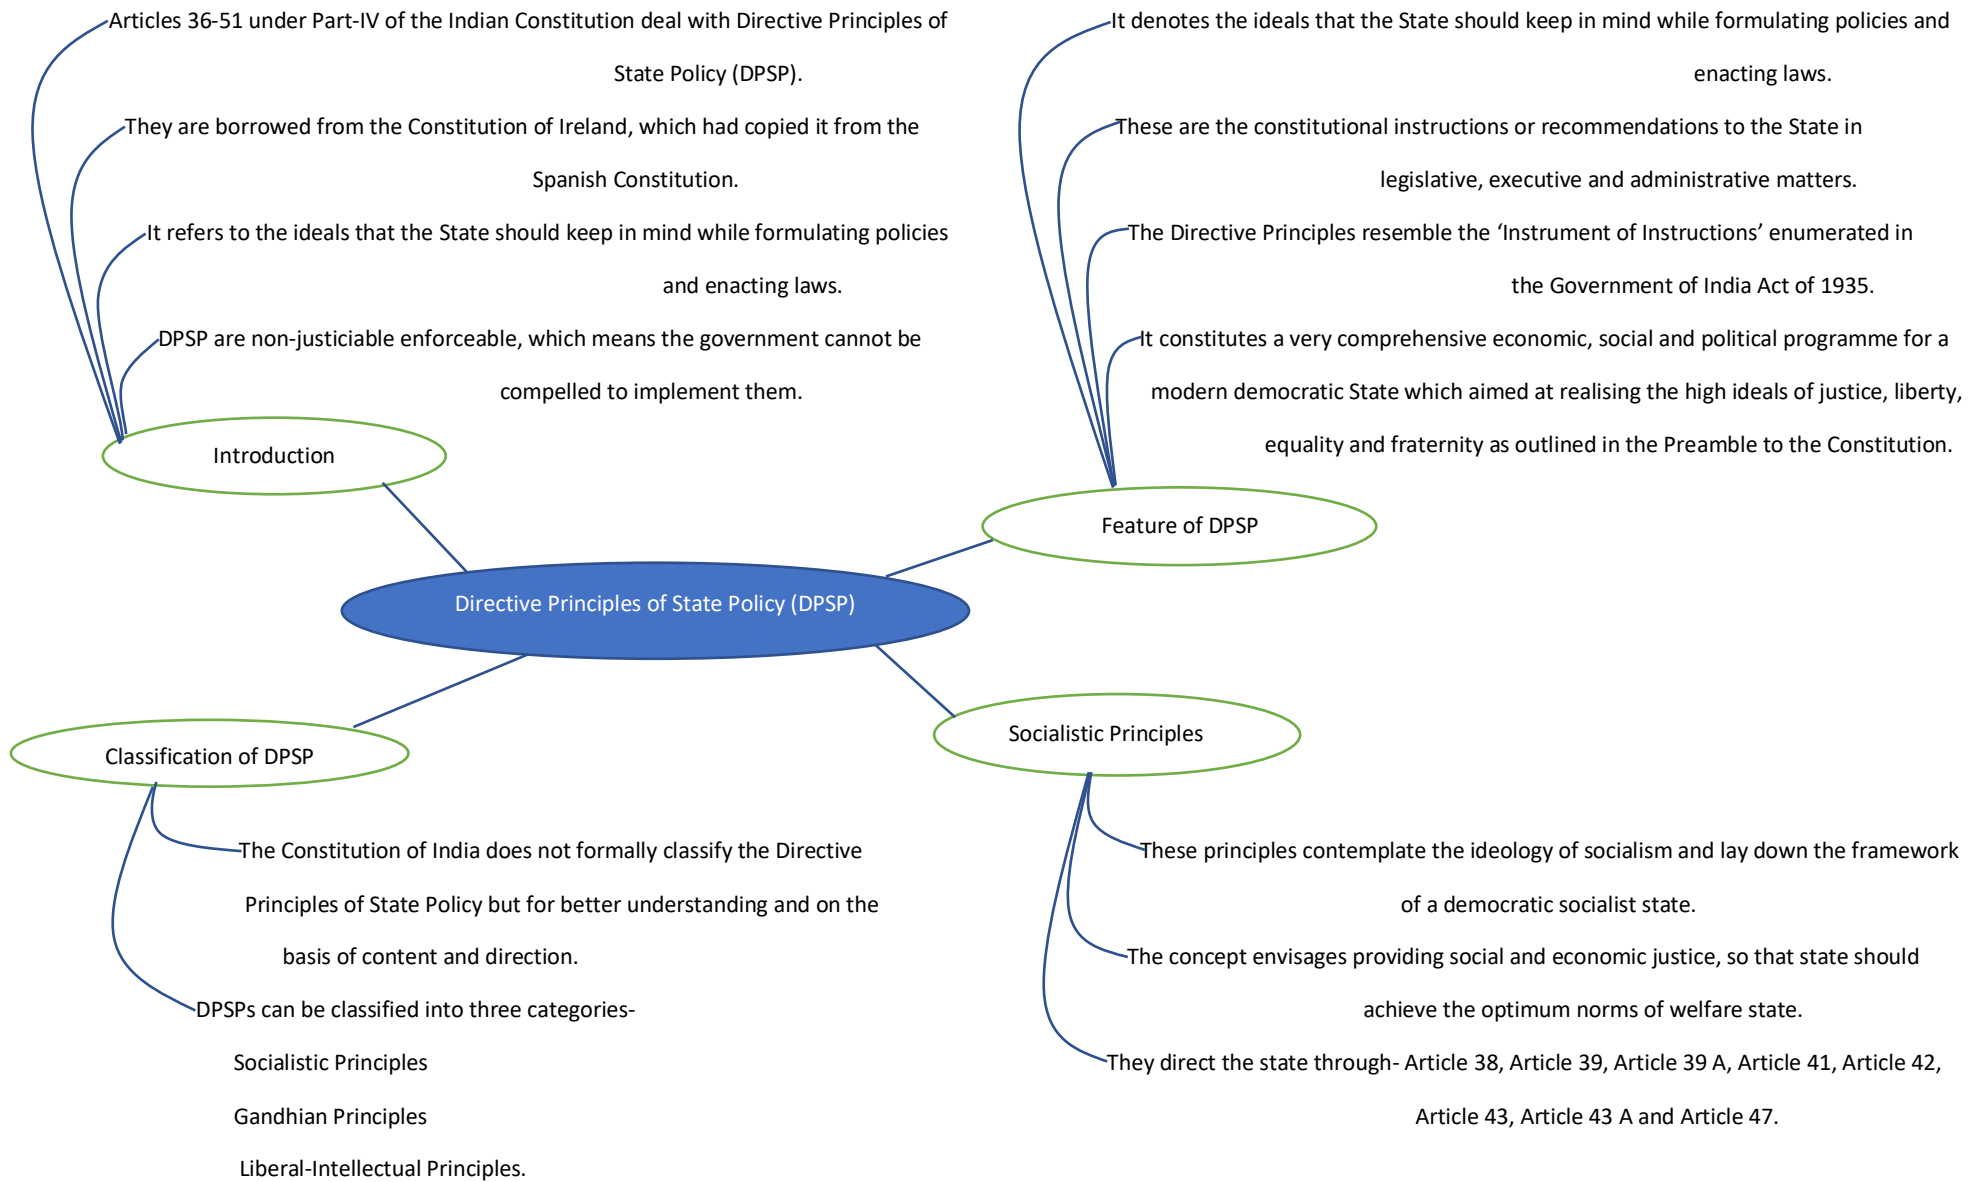 Articles 36-51 under Part-IV of the Indian Constitution deal with Directive Principles of
State Policy (DPSP).
They are borrowed from the Constitution of Ireland, which had copied it from the
Spanish Constitution.
It refers to the ideals that the State should keep in mind while formulating policies
and enacting laws.
DPSP are non-justiciable enforceable, which means the government cannot be
compelled to implement them.
Introduction
It denotes the ideals that the State should keep in mind while formulating policies and
enacting laws.
These are the constitutional instructions or recommendations to the State in
legislative, executive and administrative matters.
The Directive Principles resemble the ‘Instrument of Instructions’ enumerated in
the Government of India Act of 1935.
It constitutes a very comprehensive economic, social and political programme for a
modern democratic State which aimed at realising the high ideals of justice, liberty,
equality and fraternity as outlined in the Preamble to the Constitution.
Feature of DPSP
Directive Principles of State Policy (DPSP)
Classification of DPSP
The Constitution of India does not formally classify the Directive
Principles of State Policy but for better understanding and on the
basis of content and direction.
DPSPs can be classified into three categories-
Socialistic Principles
Gandhian Principles
Liberal-Intellectual Principles.
Socialistic Principles
These principles contemplate the ideology of socialism and lay down the framework
of a democratic socialist state.
The concept envisages providing social and economic justice, so that state should
achieve the optimum norms of welfare state.
They direct the state through- Article 38, Article 39, Article 39 A, Article 41, Article 42,
Article 43, Article 43 A and Article 47.